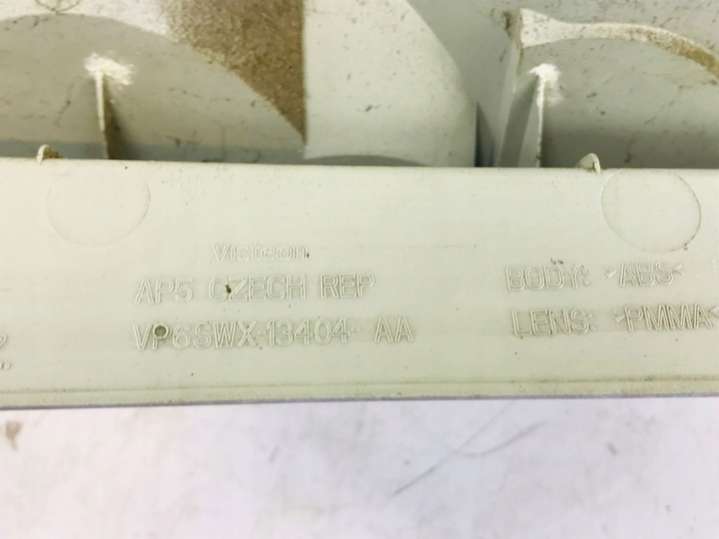 Visteon
AP5 CZECH REP
VP6SWX-13404- AA
BODY: >ABS<
LENS: >PMMA<